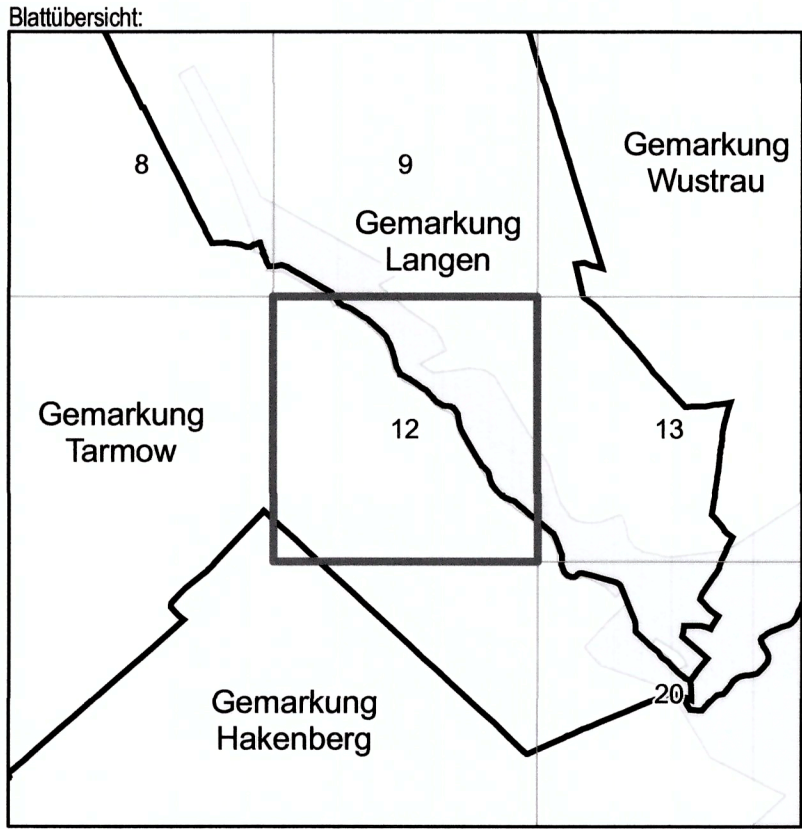 Blattübersicht:
8
9
Gemarkung
Wustrau
Gemarkung
Langen
Gemarkung
Tarmow
12
13
Gemarkung
Hakenberg
20